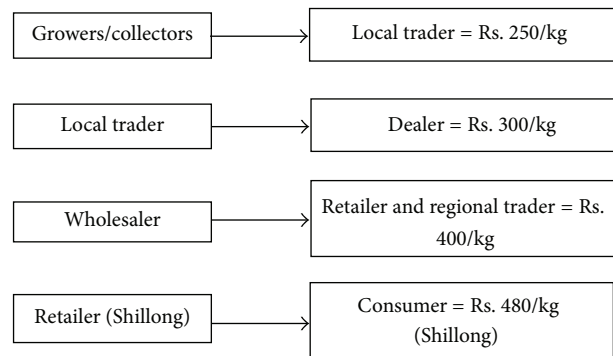 Growers/collectors
Local trader = Rs. 250/kg
Local trader
Dealer = Rs. 300/kg
Wholesaler
Retailer and regional trader = Rs.
400/kg
Retailer (Shillong)
Consumer = Rs. 480/kg
(Shillong)